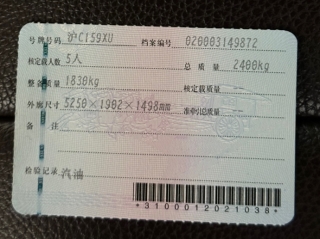 号牌号码 沪C159XU 档案编号 020003149872
核定载人数 5人 总质量 2400kg
整备质量 1830kg 核定载质量 --
外廓尺寸 5250×1902×1498mm 准牵引总质量 --
备注
检验记录 汽油
*3100012021038*